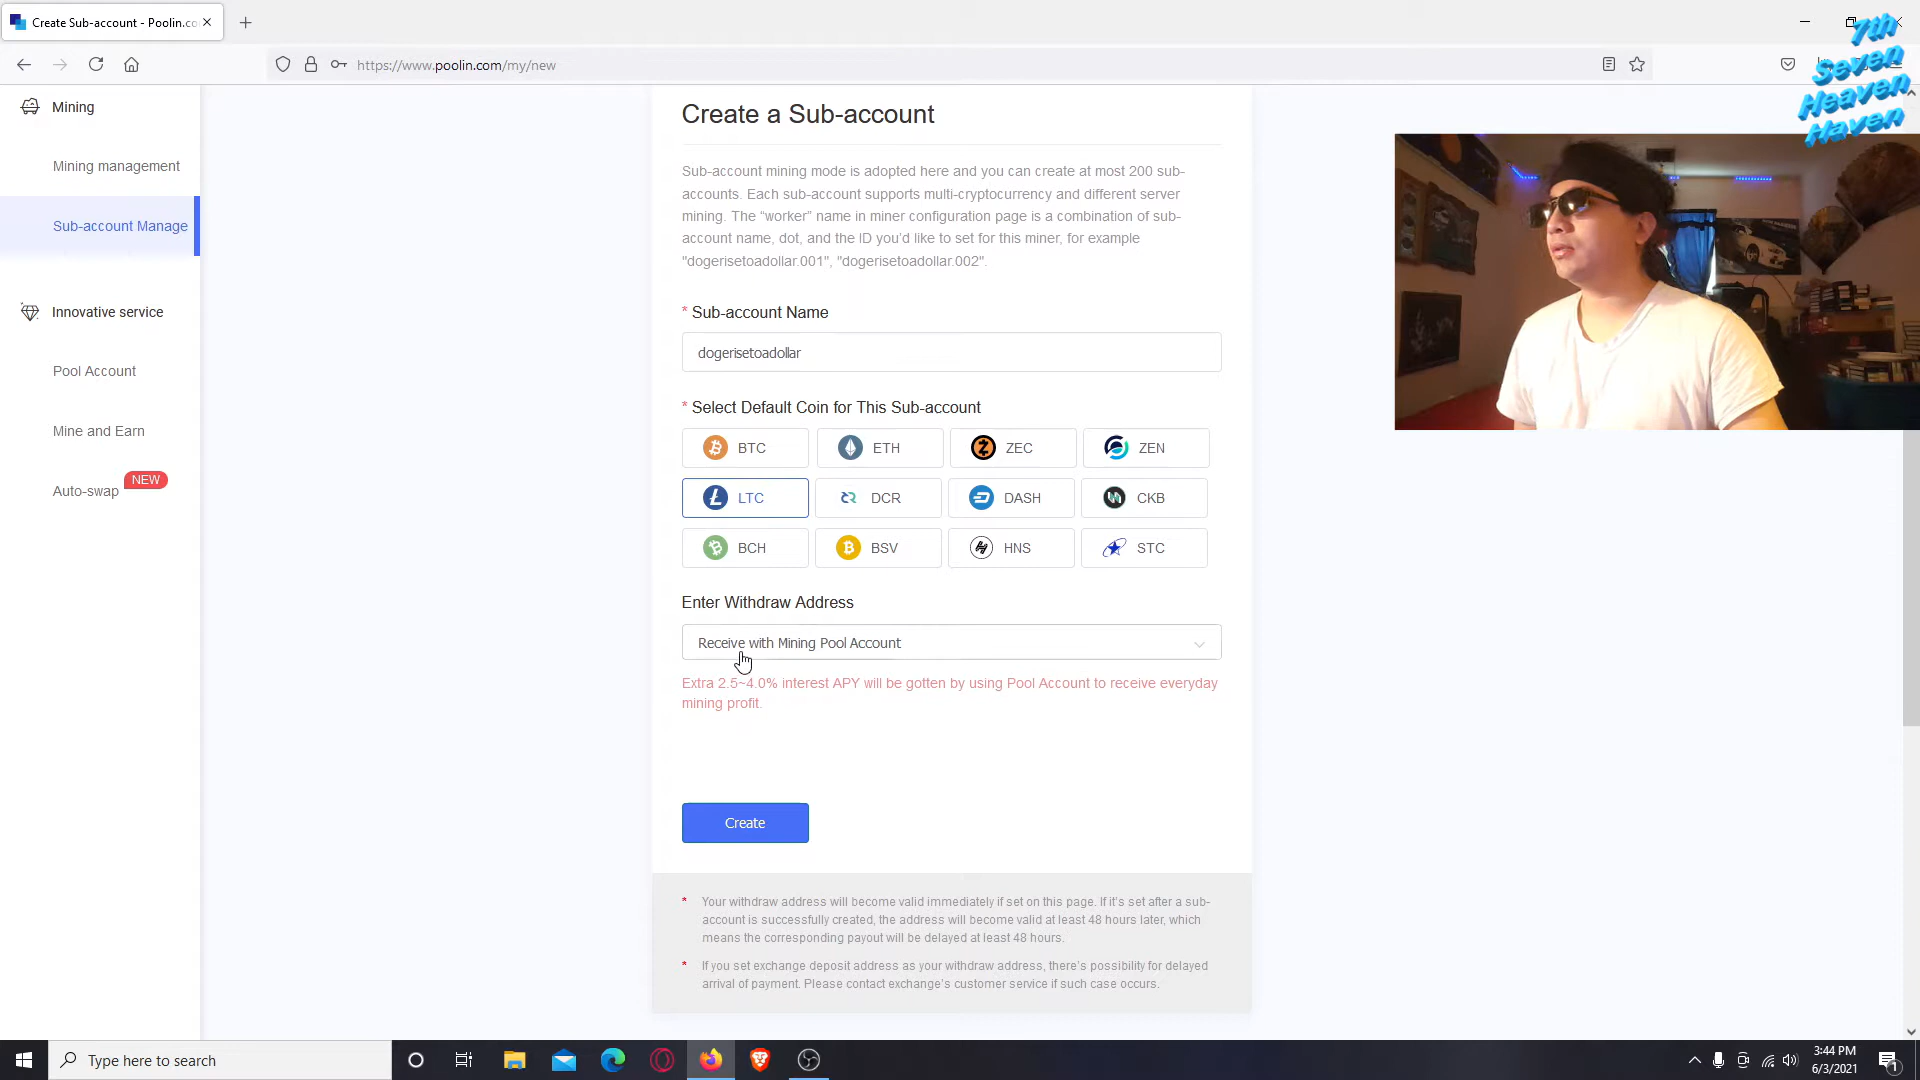 Create Sub-account - Poolin.co
https://www.poolin.com/my/new
7th
Seven
Heaven
Haven
Mining
Mining management
Sub-account Manage
Innovative service
Pool Account
Mine and Earn
Auto-swap
NEW
Create a Sub-account
Sub-account mining mode is adopted here and you can create at most 200 sub-
accounts. Each sub-account supports multi-cryptocurrency and different server
mining. The “worker” name in miner configuration page is a combination of sub-
account name, dot, and the ID you’d like to set for this miner, for example
"dogerisetoadollar.001", "dogerisetoadollar.002".
* Sub-account Name
dogerisetoadollar
* Select Default Coin for This Sub-account
BTC ETH ZEC ZEN
LTC DCR DASH CKB
BCH BSV HNS STC
Enter Withdraw Address
Receive with Mining Pool Account
Extra 2.5~4.0% interest APY will be gotten by using Pool Account to receive everyday
mining profit.
Create
* Your withdraw address will become valid immediately if set on this page. If it’s set after a sub-
account is successfully created, the address will become valid at least 48 hours later, which
means the corresponding payout will be delayed at least 48 hours.
* If you set exchange deposit address as your withdraw address, there’s possibility for delayed
arrival of payment. Please contact exchange’s customer service if such case occurs.
Type here to search
3:44 PM
6/3/2021
1